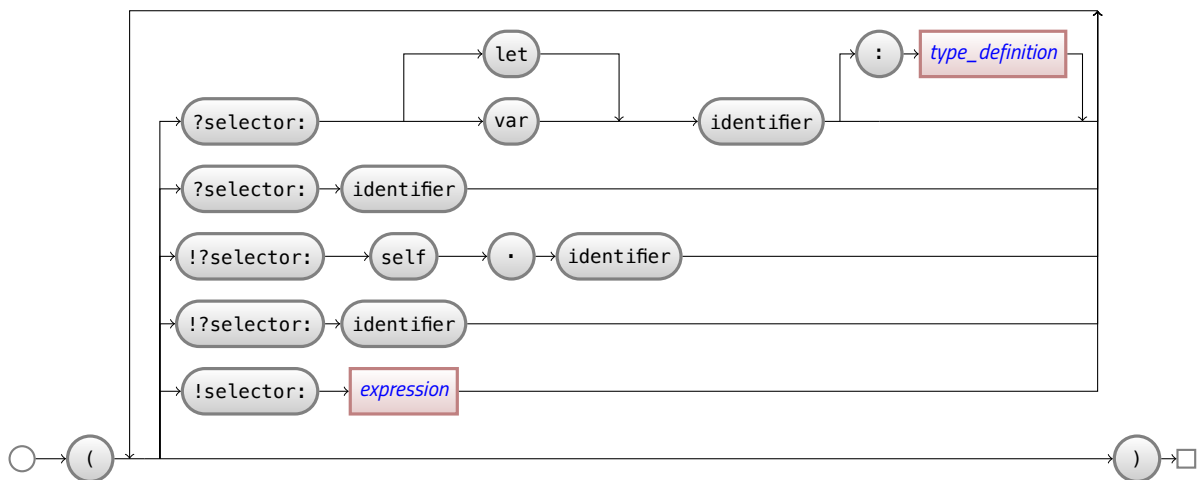 let
: type_definition
?selector: var identifier
?selector: identifier
!?selector: self . identifier
!?selector: identifier
!selector: expression
( )